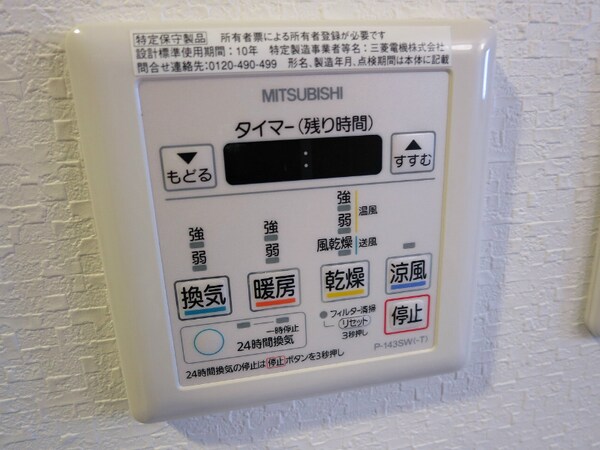 特定保守製品 所有者票による所有者登録が必要です
設計標準使用期間:10年 特定製造事業者等名:三菱電機株式会社
問合せ連絡先:0120-490-499 形名、製造年月、点検期間は本体に記載
MITSUBISHI
タイマー(残り時間)
▼
もどる
:
▲
すすむ
強
弱
強
弱
強
弱
温風
風乾燥
送風
換気
暖房
乾燥
涼風
一時停止
24時間換気
フィルター清掃
リセット
3秒押し
停止
P-143SW(-T)
24時間換気の停止は停止ボタンを3秒押し